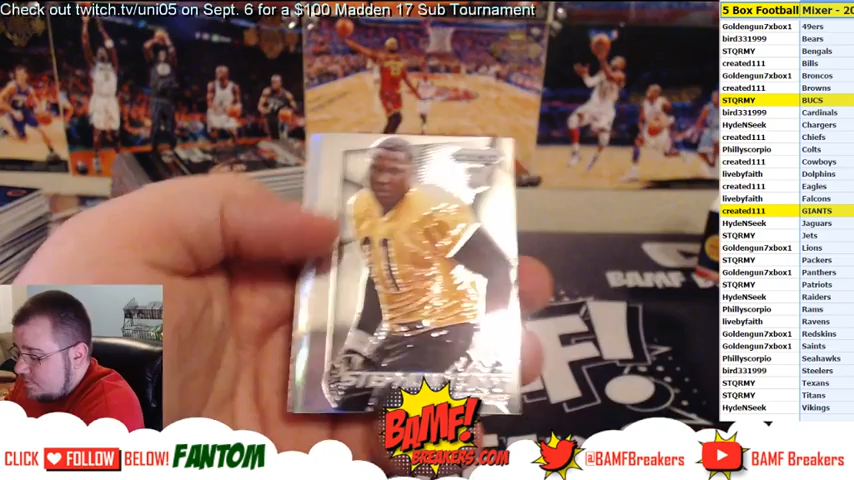 Check out twitch.tv/uni05 on Sept. 6 for a $100 Madden 17 Sub Tournament
5 Box Football Mixer - 20
Goldengun7xbox1 49ers
bird331999 Bears
STQRMY Bengals
created111 Bills
Goldengun7xbox1 Broncos
created111 Browns
STQRMY BUCS
bird331999 Cardinals
HydeNSeek Chargers
created111 Chiefs
Phillyscorpio Colts
created111 Cowboys
livebyfaith Dolphins
created111 Eagles
livebyfaith Falcons
created111 GIANTS
HydeNSeek Jaguars
STQRMY Jets
Goldengun7xbox1 Lions
STQRMY Packers
Goldengun7xbox1 Panthers
STQRMY Patriots
HydeNSeek Raiders
Phillyscorpio Rams
livebyfaith Ravens
Goldengun7xbox1 Redskins
Goldengun7xbox1 Saints
Phillyscorpio Seahawks
bird331999 Steelers
STQRMY Texans
STQRMY Titans
HydeNSeek Vikings
BAMF
BAMF!
BREAKERS.COM
CLICK FOLLOW BELOW! FANTOM
@BAMFBreakers
BAMF Breakers